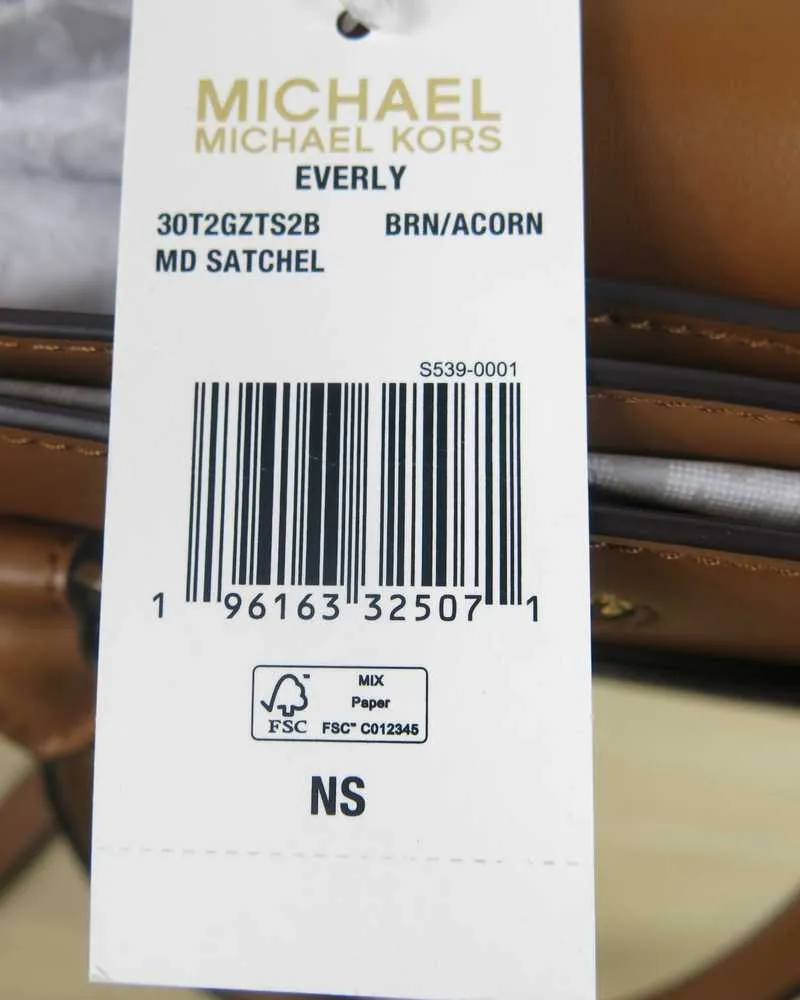 MICHAEL
MICHAEL KORS
EVERLY
30T2GZTS2B BRN/ACORN
MD SATCHEL
S539-0001
1 96163 32507 1
MIX
Paper
FSC™ FSC™ C012345
NS